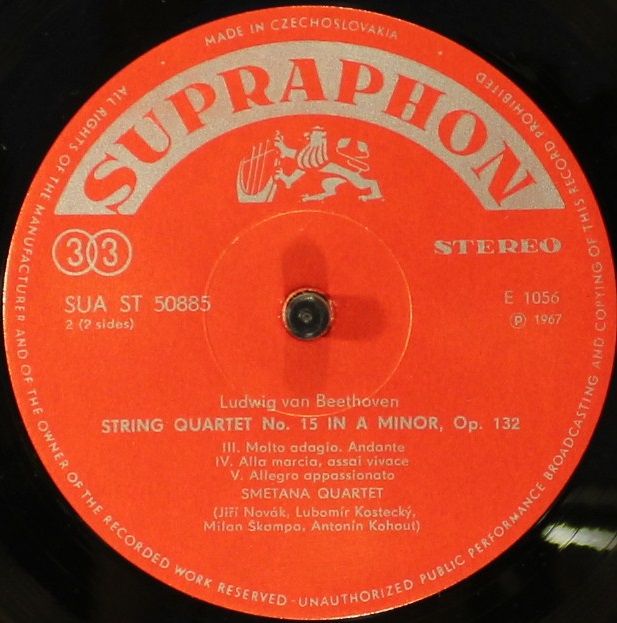 MADE IN CZECHOSLOVAKIA
SUPRAPHON
33
STEREO
SUA ST 50885
E 1056
2 (2 sides)
Ⓟ 1967
Ludwig van Beethoven
STRING QUARTET No. 15 IN A MINOR, Op. 132
III. Molto adagio. Andante
IV. Alla marcia, assai vivace
V. Allegro appassionato
SMETANA QUARTET
(Jiří Novák, Lubomír Kostecký,
Milan Škampa, Antonín Kohout)
ALL RIGHTS OF THE MANUFACTURER AND OF THE OWNER OF THE RECORDED WORK RESERVED - UNAUTHORIZED PUBLIC PERFORMANCE BROADCASTING AND COPYING OF THIS RECORD PROHIBITED